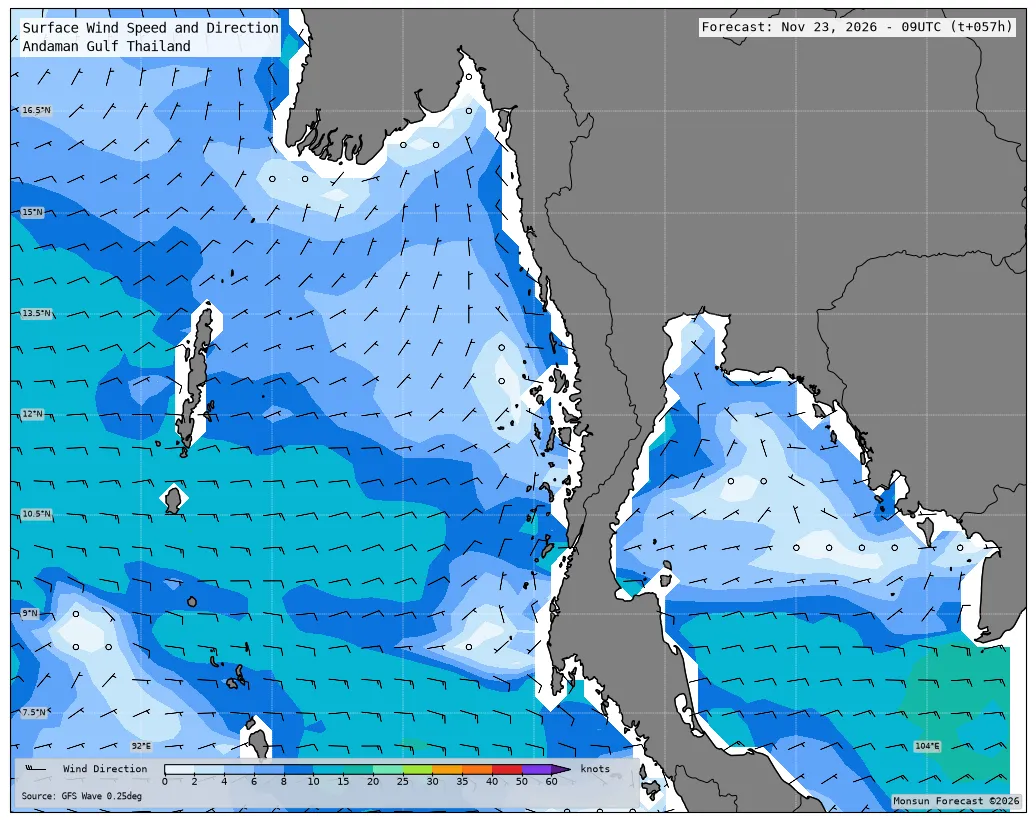 Surface Wind Speed and Direction
Andaman Gulf Thailand
Forecast: Nov 23, 2026 - 09UTC (t+057h)
16.5°N
15°N
13.5°N
12°N
10.5°N
9°N
7.5°N
92°E
104°E
Wind Direction
0 2 4 6 8 10 15 20 25 30 35 40 50 60
knots
Source: GFS Wave 0.25deg
Monsun Forecast ©2026